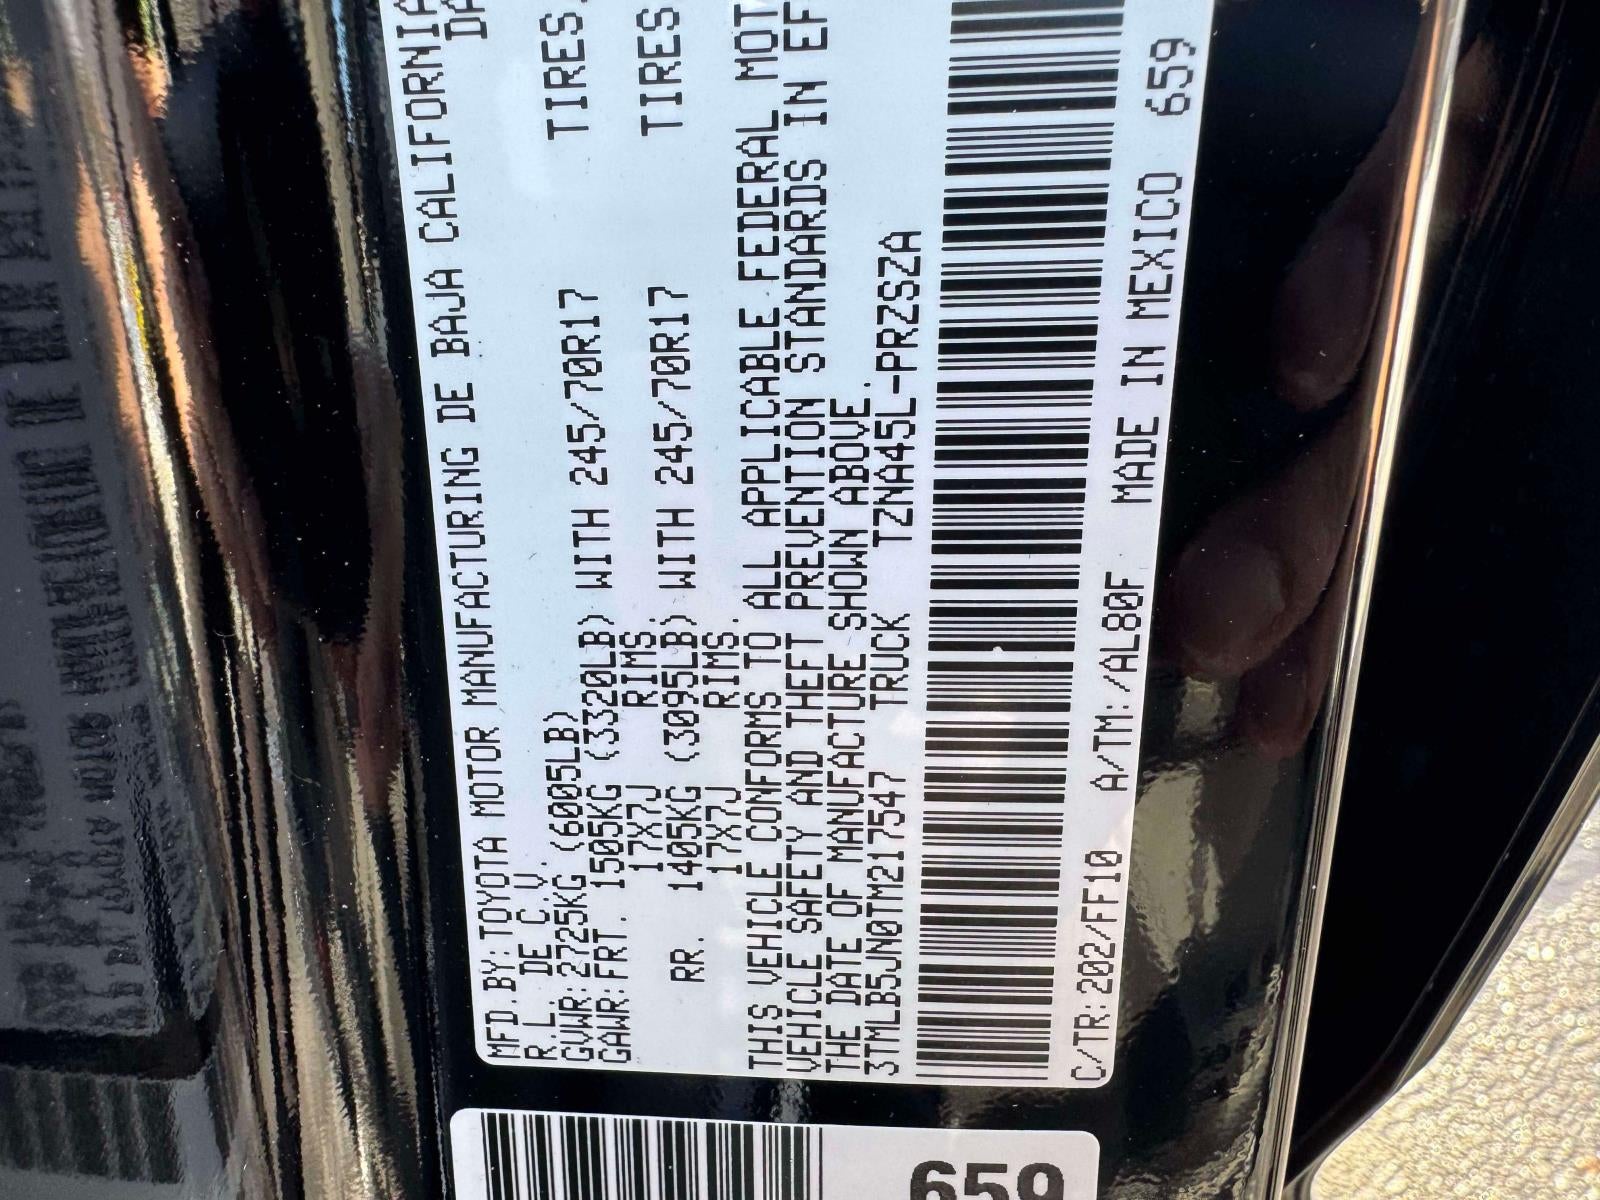 MFD.BY:TOYOTA MOTOR MANUFACTURING DE BAJA CALIFORNIA
R.L. DE C.V. DA
GVWR:2725KG (6005LB)
GAWR:FRT. 1505KG (3320LB) WITH 245/70R17 TIRES,
17X7J RIMS,
RR. 1405KG (3095LB) WITH 245/70R17 TIRES
17X7J RIMS.
THIS VEHICLE CONFORMS TO ALL APPLICABLE FEDERAL MOT
VEHICLE SAFETY AND THEFT PREVENTION STANDARDS IN EF
THE DATE OF MANUFACTURE SHOWN ABOVE.
3TMLB5JN0TM217547 TRUCK TZNA45L-PRZSZA
C/TR:202/FF10 A/TM:/AL80F MADE IN MEXICO 659
659